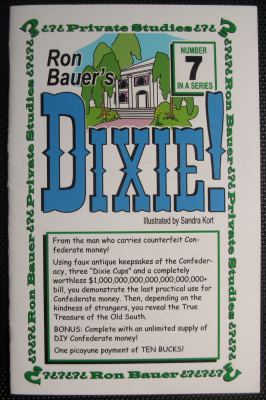 ¿?¿? Private Studies ¿?¿?
Ron
Bauer's
NUMBER
7
IN A SERIES
DIXIE!
Illustrated by Sandra Kort
From the man who carries counterfeit Con-
federate money!
Using faux antique keepsakes of the Confeder-
acy, three "Dixie Cups" and a completely
worthless $1,000,000,000,000,000,000,000+
bill, you demonstrate the last practical use for
Confederate money. Then, depending on the
kindness of strangers, you reveal the True
Treasure of the Old South.
BONUS: Complete with an unlimited supply of
DIY Confederate money!
One picayune payment of TEN BUCKS!
Ron Bauer
Ron Bauer Private Studies
Ron Bauer Private Studies